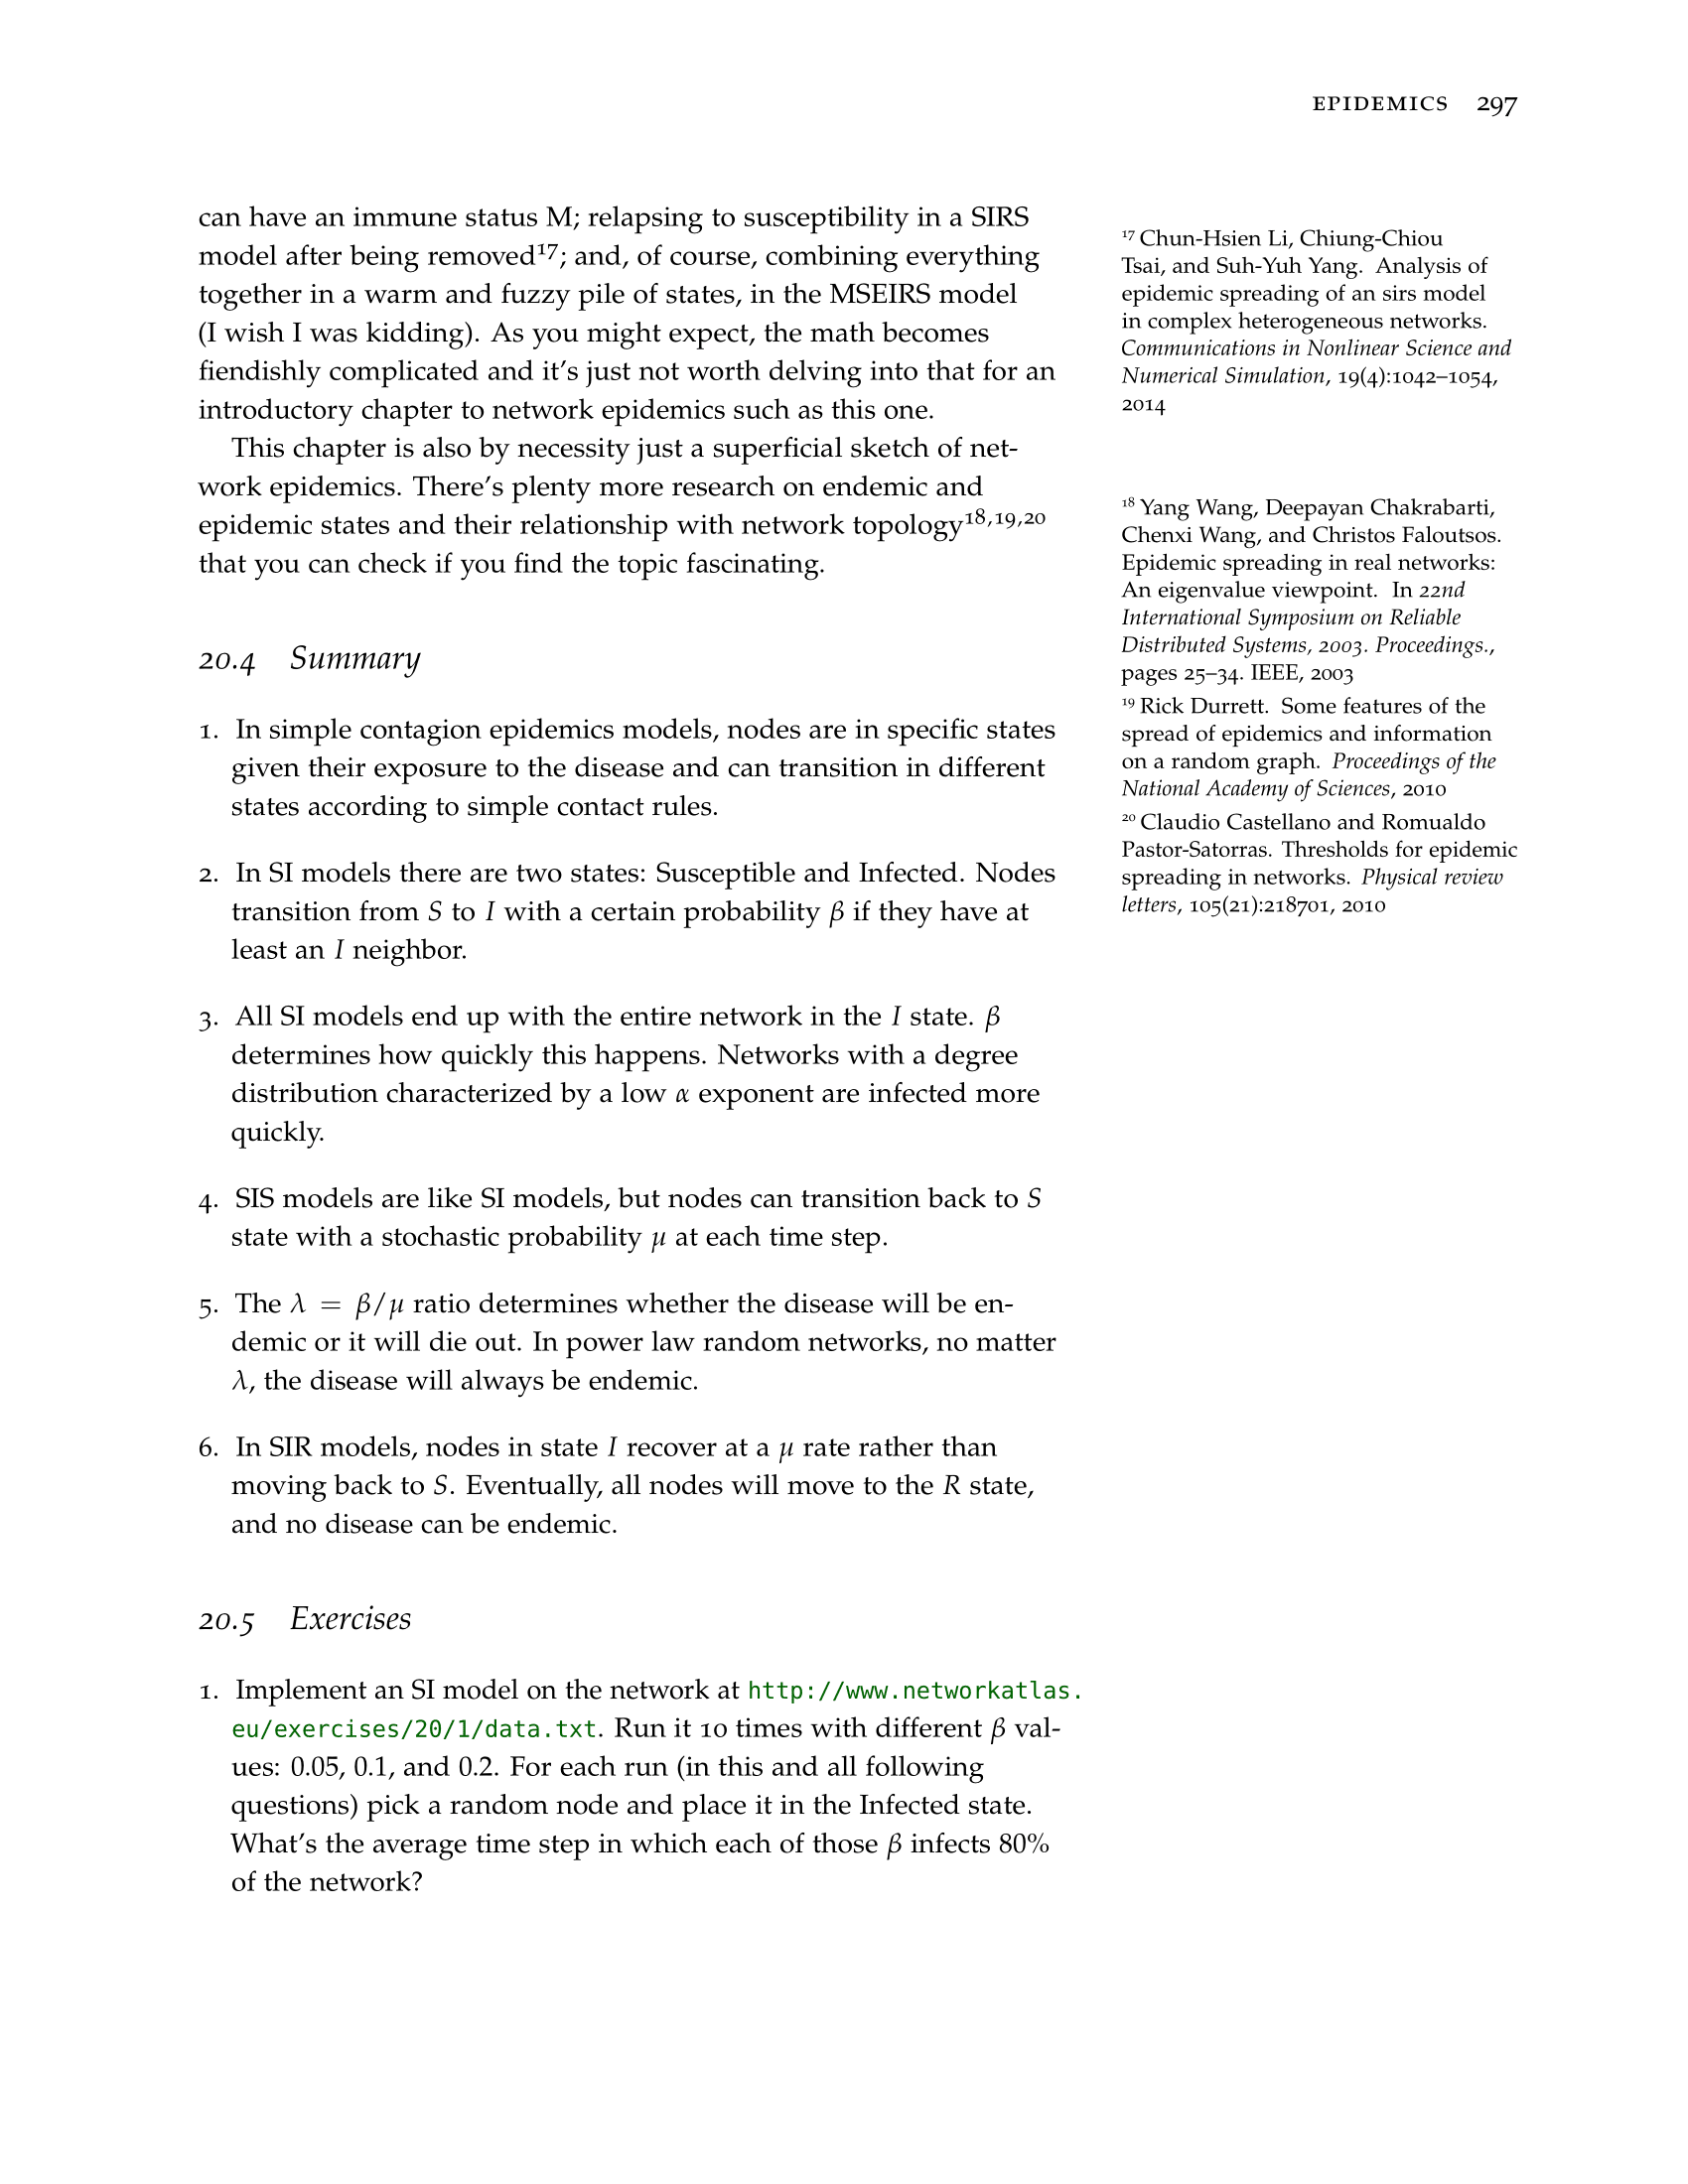 EPIDEMICS 297
can have an immune status M; relapsing to susceptibility in a SIRS
model after being removed¹⁷; and, of course, combining everything
together in a warm and fuzzy pile of states, in the MSEIRS model
(I wish I was kidding). As you might expect, the math becomes
fiendishly complicated and it's just not worth delving into that for an
introductory chapter to network epidemics such as this one.
This chapter is also by necessity just a superficial sketch of net-
work epidemics. There's plenty more research on endemic and
epidemic states and their relationship with network topology¹⁸,¹⁹,²⁰
that you can check if you find the topic fascinating.
20.4 Summary
1. In simple contagion epidemics models, nodes are in specific states
given their exposure to the disease and can transition in different
states according to simple contact rules.
2. In SI models there are two states: Susceptible and Infected. Nodes
transition from S to I with a certain probability β if they have at
least an I neighbor.
3. All SI models end up with the entire network in the I state. β
determines how quickly this happens. Networks with a degree
distribution characterized by a low α exponent are infected more
quickly.
4. SIS models are like SI models, but nodes can transition back to S
state with a stochastic probability μ at each time step.
5. The λ = β/μ ratio determines whether the disease will be en-
demic or it will die out. In power law random networks, no matter
λ, the disease will always be endemic.
6. In SIR models, nodes in state I recover at a μ rate rather than
moving back to S. Eventually, all nodes will move to the R state,
and no disease can be endemic.
20.5 Exercises
1. Implement an SI model on the network at http://www.networkatlas.
eu/exercises/20/1/data.txt. Run it 10 times with different β val-
ues: 0.05, 0.1, and 0.2. For each run (in this and all following
questions) pick a random node and place it in the Infected state.
What's the average time step in which each of those β infects 80%
of the network?
¹⁷ Chun-Hsien Li, Chiung-Chiou
Tsai, and Suh-Yuh Yang. Analysis of
epidemic spreading of an sirs model
in complex heterogeneous networks.
Communications in Nonlinear Science and
Numerical Simulation, 19(4):1042–1054,
2014
¹⁸ Yang Wang, Deepayan Chakrabarti,
Chenxi Wang, and Christos Faloutsos.
Epidemic spreading in real networks:
An eigenvalue viewpoint. In 22nd
International Symposium on Reliable
Distributed Systems, 2003. Proceedings.,
pages 25–34. IEEE, 2003
¹⁹ Rick Durrett. Some features of the
spread of epidemics and information
on a random graph. Proceedings of the
National Academy of Sciences, 2010
²⁰ Claudio Castellano and Romualdo
Pastor-Satorras. Thresholds for epidemic
spreading in networks. Physical review
letters, 105(21):218701, 2010